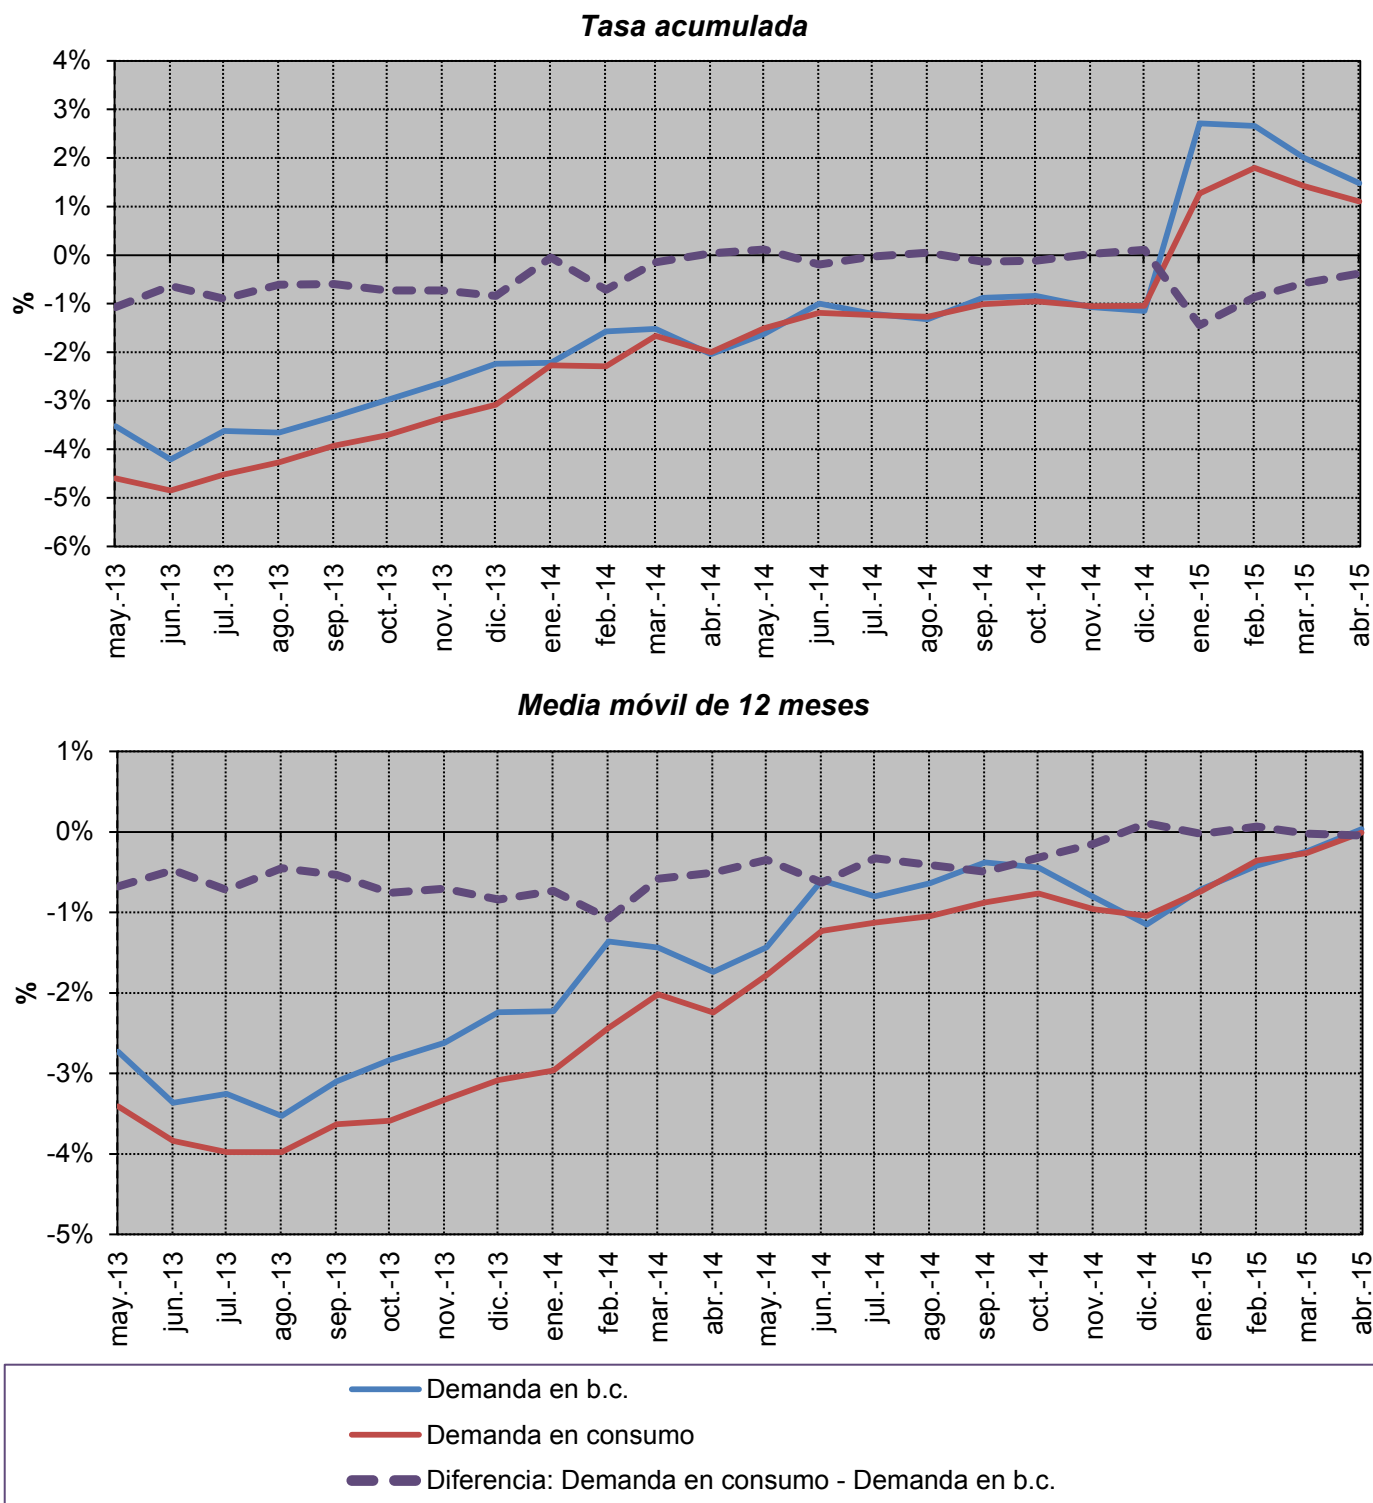 Tasa acumulada
4%
3%
2%
1%
0%
-1%
-2%
-3%
-4%
-5%
-6%
%
may.-13
jun.-13
jul.-13
ago.-13
sep.-13
oct.-13
nov.-13
dic.-13
ene.-14
feb.-14
mar.-14
abr.-14
may.-14
jun.-14
jul.-14
ago.-14
sep.-14
oct.-14
nov.-14
dic.-14
ene.-15
feb.-15
mar.-15
abr.-15
Media móvil de 12 meses
1%
0%
-1%
-2%
-3%
-4%
-5%
%
may.-13
jun.-13
jul.-13
ago.-13
sep.-13
oct.-13
nov.-13
dic.-13
ene.-14
feb.-14
mar.-14
abr.-14
may.-14
jun.-14
jul.-14
ago.-14
sep.-14
oct.-14
nov.-14
dic.-14
ene.-15
feb.-15
mar.-15
abr.-15
Demanda en b.c.
Demanda en consumo
Diferencia: Demanda en consumo - Demanda en b.c.